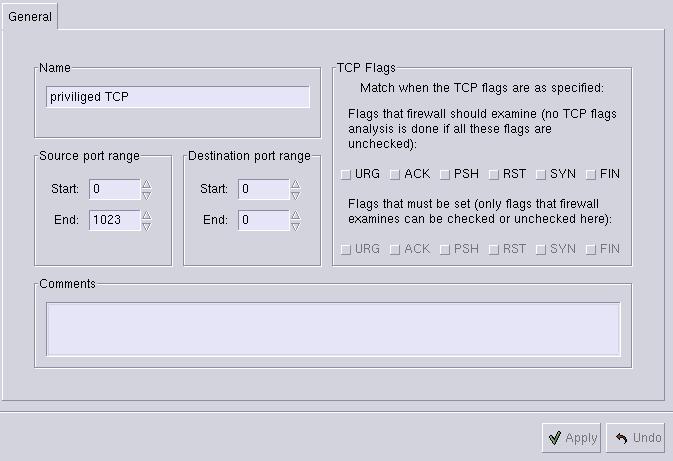 General
Name
priviliged TCP
Source port range
Start: 0
End: 1023
Destination port range
Start: 0
End: 0
TCP Flags
Match when the TCP flags are as specified:
Flags that firewall should examine (no TCP flags
analysis is done if all these flags are
unchecked):
URG ACK PSH RST SYN FIN
Flags that must be set (only flags that firewall
examines can be checked or unchecked here):
URG ACK PSH RST SYN FIN
Comments
Apply Undo